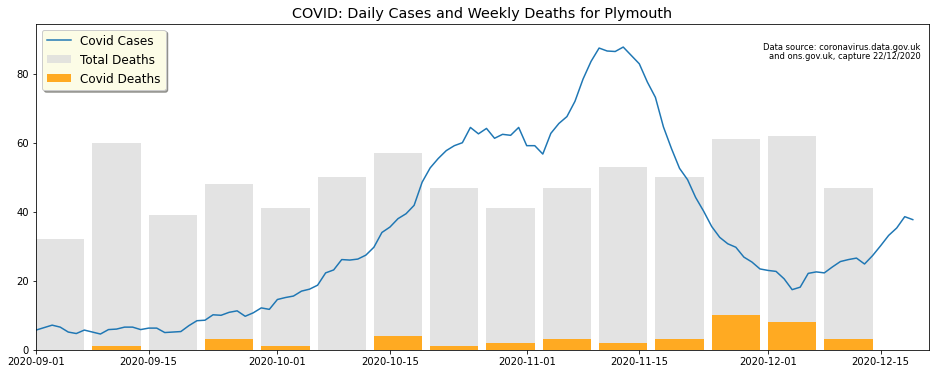 COVID: Daily Cases and Weekly Deaths for Plymouth
Covid Cases
Total Deaths
Covid Deaths
Data source: coronavirus.data.gov.uk
and ons.gov.uk, capture 22/12/2020
80
60
40
20
0
2020-09-01
2020-09-15
2020-10-01
2020-10-15
2020-11-01
2020-11-15
2020-12-01
2020-12-15